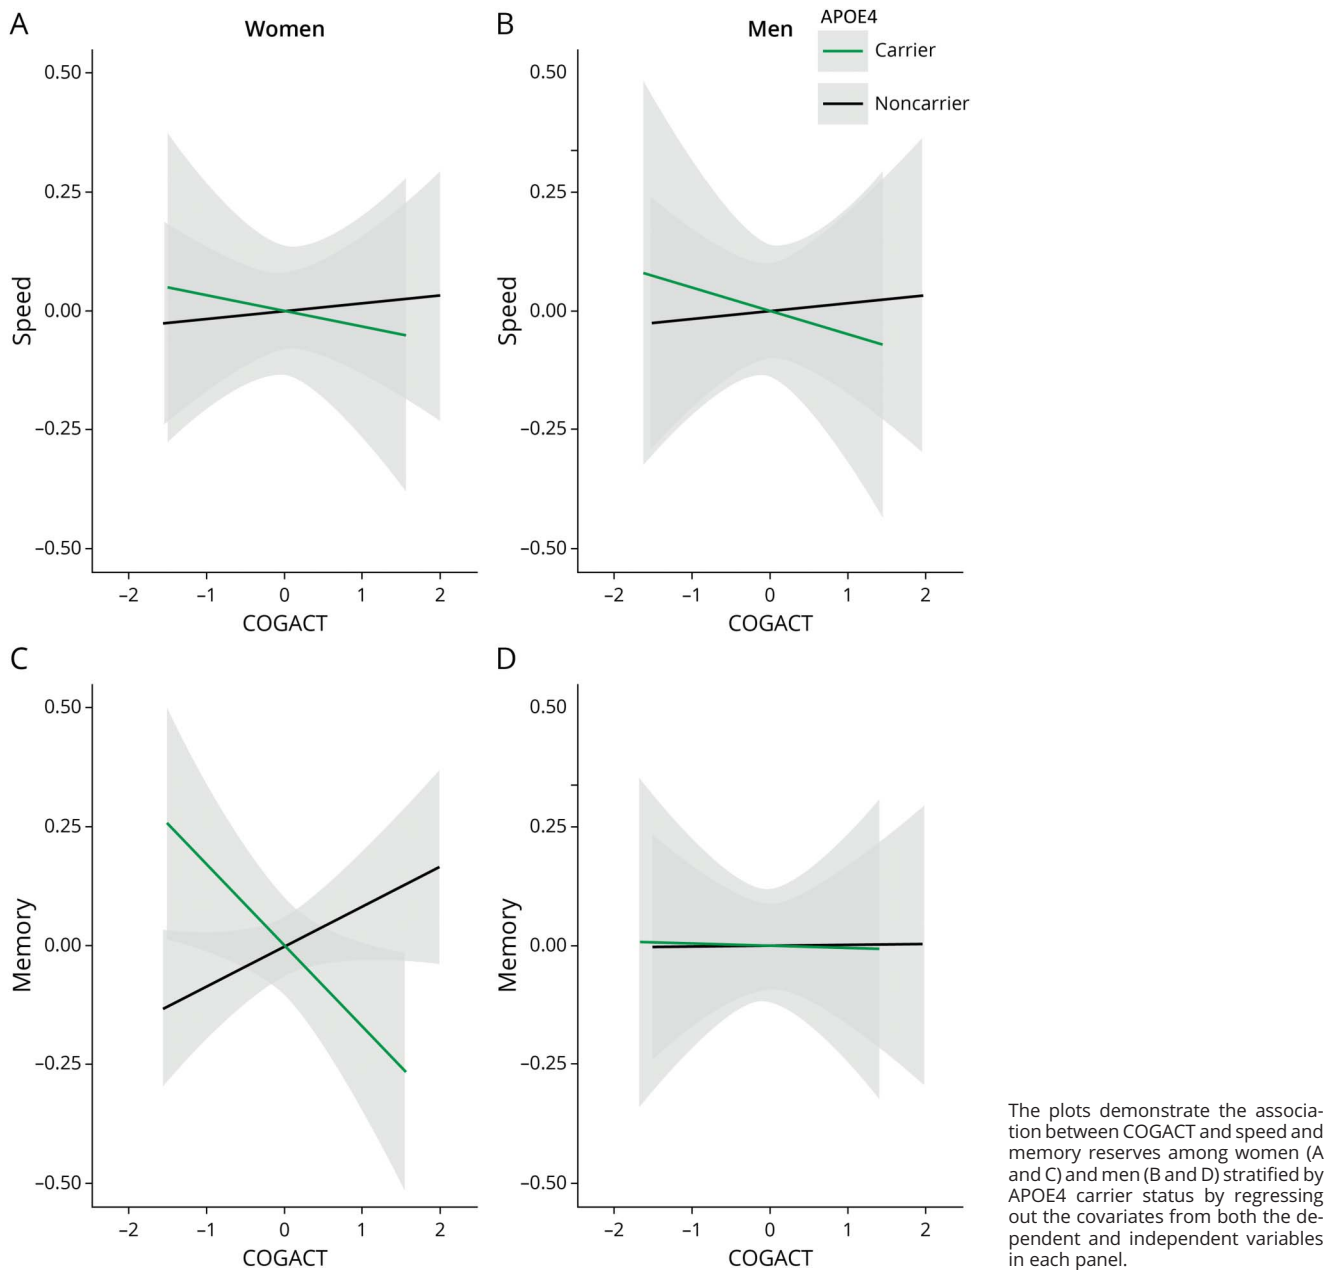 A
Women
0.50
0.25
0.00
−0.25
−0.50
Speed
−2 −1 0 1 2
COGACT
B
Men
APOE4
Carrier
Noncarrier
0.50
0.25
0.00
−0.25
−0.50
Speed
−2 −1 0 1 2
COGACT
C
0.50
0.25
0.00
−0.25
−0.50
Memory
−2 −1 0 1 2
COGACT
D
0.50
0.25
0.00
−0.25
−0.50
Memory
−2 −1 0 1 2
COGACT
The plots demonstrate the associa-
tion between COGACT and speed and
memory reserves among women (A
and C) and men (B and D) stratified by
APOE4 carrier status by regressing
out the covariates from both the de-
pendent and independent variables
in each panel.